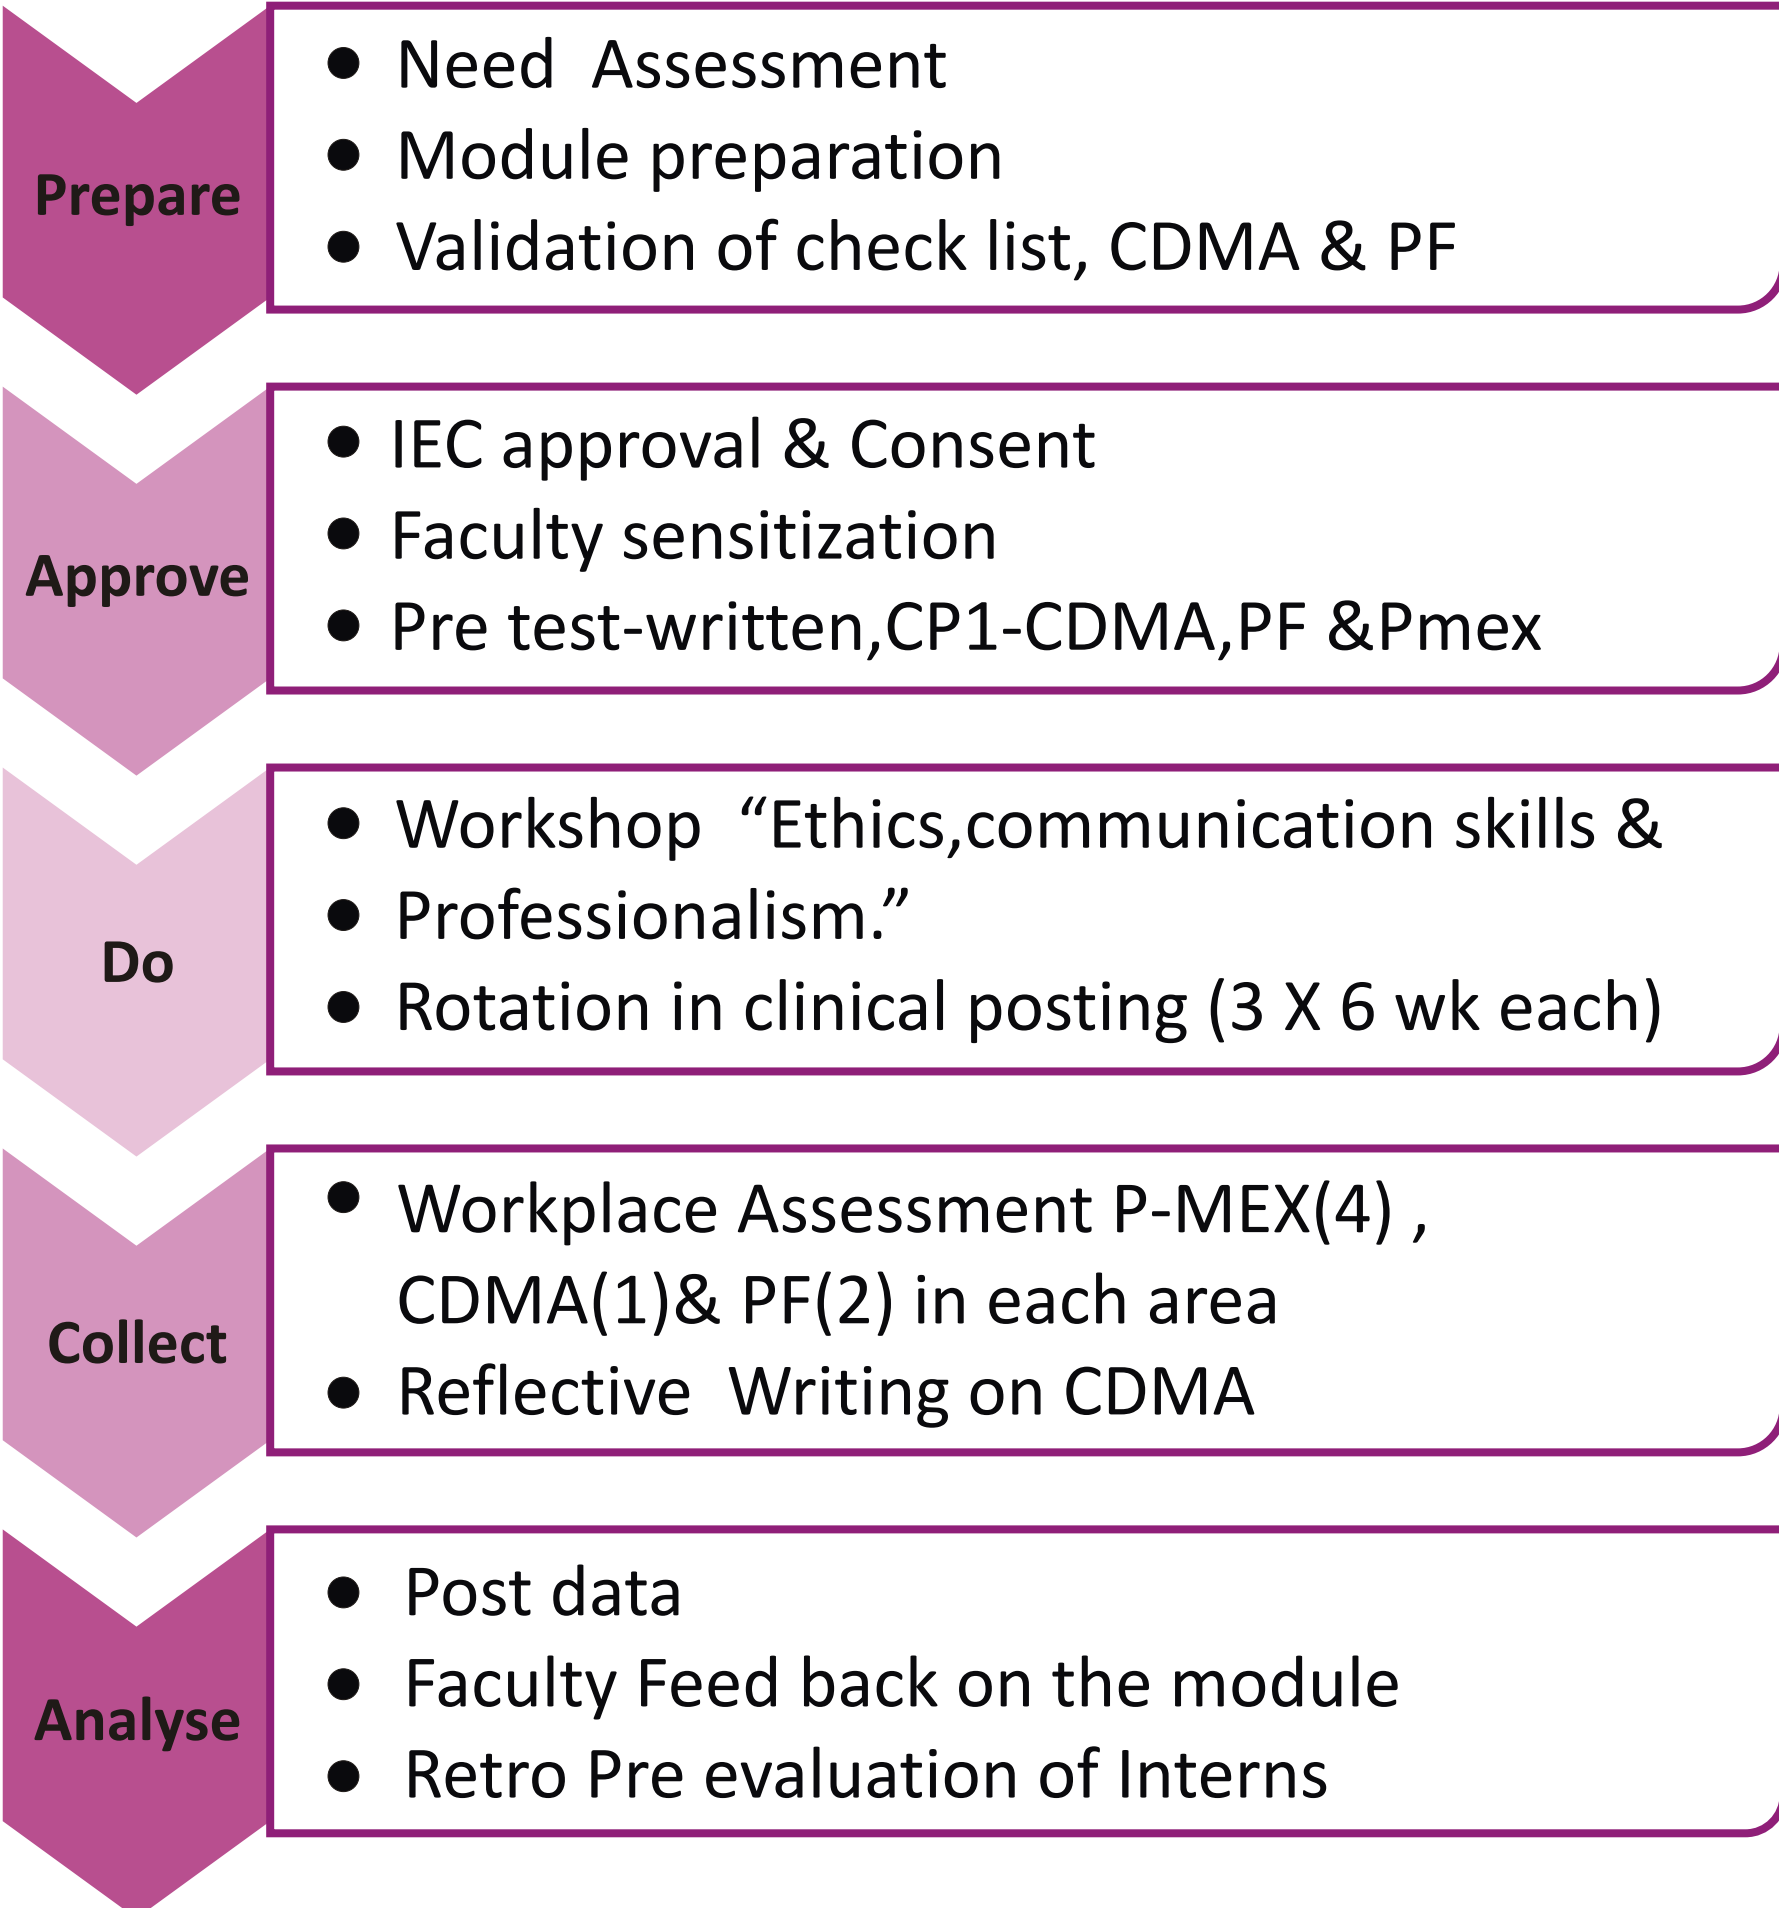 Prepare
● Need Assessment
● Module preparation
● Validation of check list, CDMA & PF
Approve
● IEC approval & Consent
● Faculty sensitization
● Pre test-written,CP1-CDMA,PF &Pmex
Do
● Workshop “Ethics,communication skills &
● Professionalism.”
● Rotation in clinical posting (3 X 6 wk each)
Collect
● Workplace Assessment P-MEX(4) ,
CDMA(1)& PF(2) in each area
● Reflective Writing on CDMA
Analyse
● Post data
● Faculty Feed back on the module
● Retro Pre evaluation of Interns